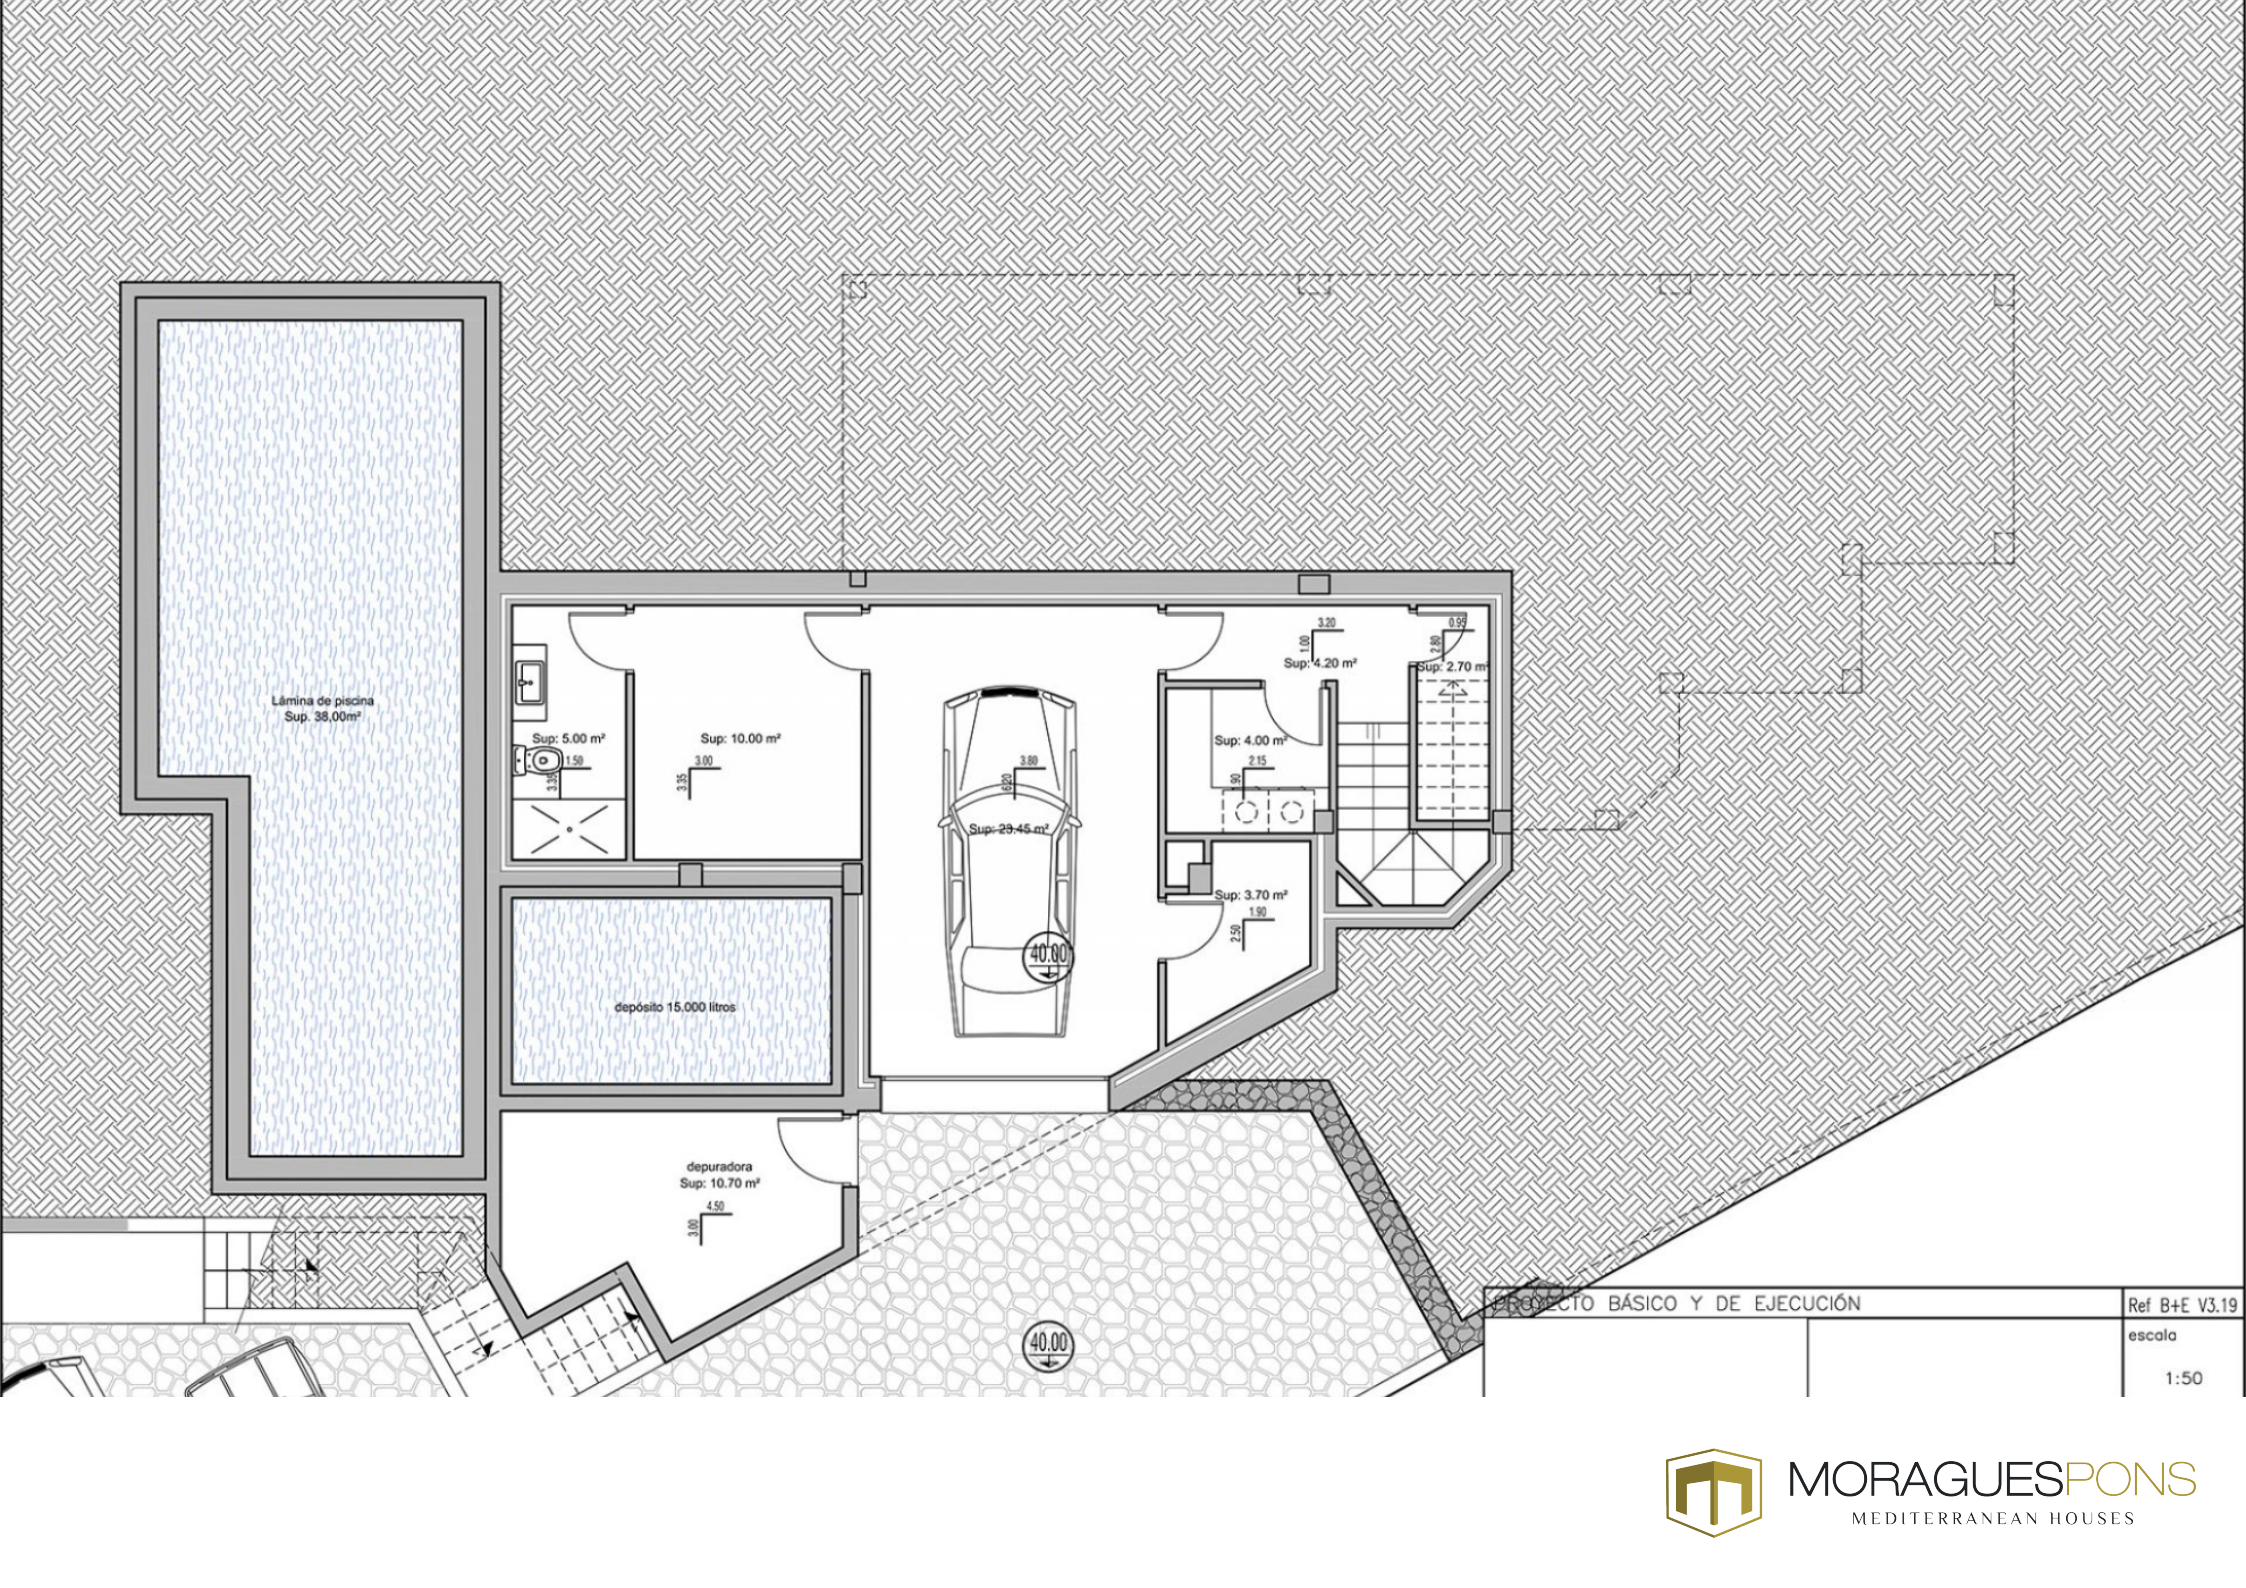 3.20
1.00
Sup: 4.20 m²
0.95
2.80
Sup: 2.70 m²
Lámina de piscina
Sup. 38,00m²
Sup: 5.00 m²
1.50
3.35
Sup: 10.00 m²
3.00
3.35
3.80
6.20
Sup: 23.45 m²
Sup: 4.00 m²
2.15
.90
Sup: 3.70 m²
1.90
2.50
40.00
depósito 15.000 litros
depuradora
Sup: 10.70 m²
4.50
3.00
40.00
PROYECTO BÁSICO Y DE EJECUCIÓN
Ref B+E V3.19
escala
1:50
MORAGUESPONS
MEDITERRANEAN HOUSES